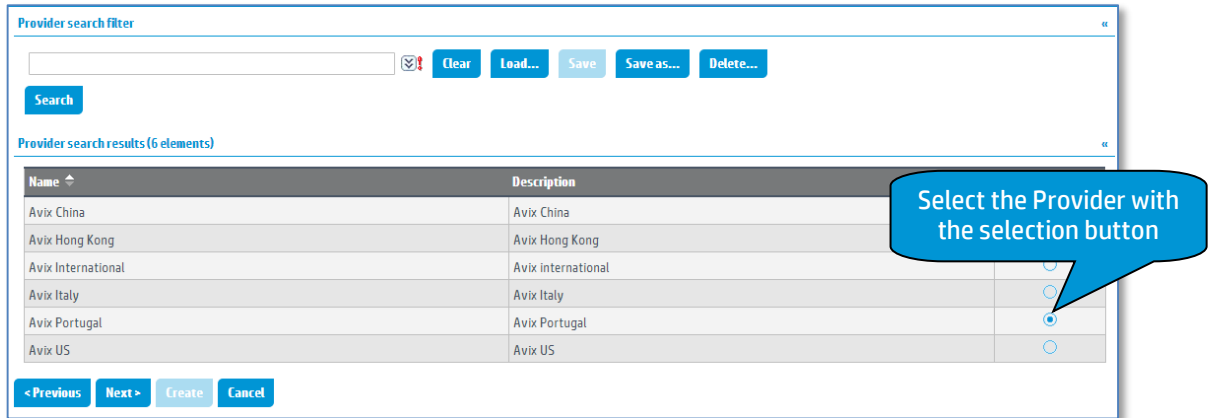 Provider search filter «
Clear Load... Save Save as... Delete...
Search
Provider search results (6 elements) «
Name Description
Avix China Avix China
Avix Hong Kong Avix Hong Kong
Avix International Avix international
Avix Italy Avix Italy
Avix Portugal Avix Portugal
Avix US Avix US
Select the Provider with
the selection button
< Previous Next > Create Cancel